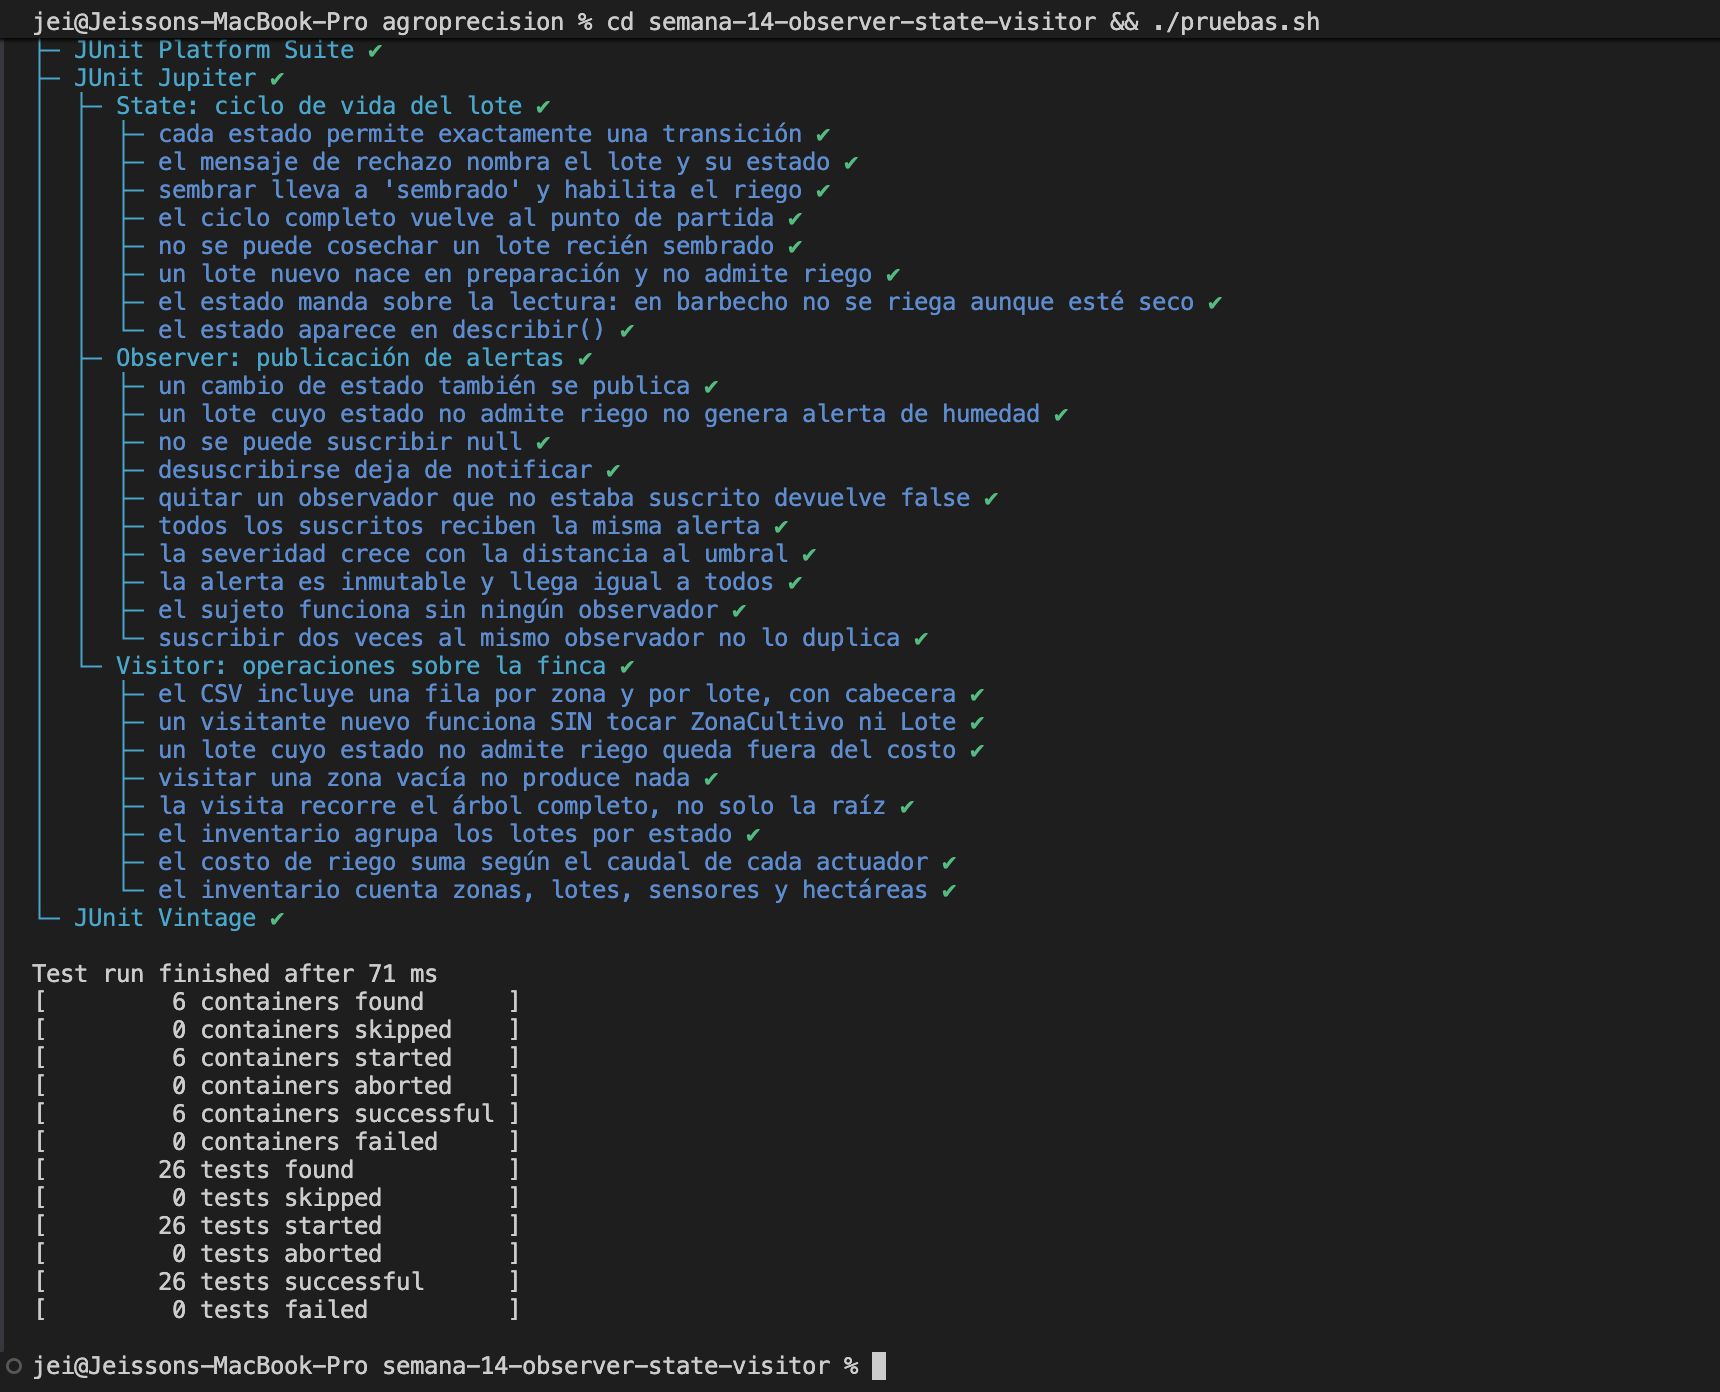 jei@Jeissons-MacBook-Pro agroprecision % cd semana-14-observer-state-visitor && ./pruebas.sh
├─ JUnit Platform Suite ✔
├─ JUnit Jupiter ✔
│  ├─ State: ciclo de vida del lote ✔
│  │  ├─ cada estado permite exactamente una transición ✔
│  │  ├─ el mensaje de rechazo nombra el lote y su estado ✔
│  │  ├─ sembrar lleva a 'sembrado' y habilita el riego ✔
│  │  ├─ el ciclo completo vuelve al punto de partida ✔
│  │  ├─ no se puede cosechar un lote recién sembrado ✔
│  │  ├─ un lote nuevo nace en preparación y no admite riego ✔
│  │  ├─ el estado manda sobre la lectura: en barbecho no se riega aunque esté seco ✔
│  │  └─ el estado aparece en describir() ✔
│  ├─ Observer: publicación de alertas ✔
│  │  ├─ un cambio de estado también se publica ✔
│  │  ├─ un lote cuyo estado no admite riego no genera alerta de humedad ✔
│  │  ├─ no se puede suscribir null ✔
│  │  ├─ desuscribirse deja de notificar ✔
│  │  ├─ quitar un observador que no estaba suscrito devuelve false ✔
│  │  ├─ todos los suscritos reciben la misma alerta ✔
│  │  ├─ la severidad crece con la distancia al umbral ✔
│  │  ├─ la alerta es inmutable y llega igual a todos ✔
│  │  ├─ el sujeto funciona sin ningún observador ✔
│  │  └─ suscribir dos veces al mismo observador no lo duplica ✔
│  └─ Visitor: operaciones sobre la finca ✔
│     ├─ el CSV incluye una fila por zona y por lote, con cabecera ✔
│     ├─ un visitante nuevo funciona SIN tocar ZonaCultivo ni Lote ✔
│     ├─ un lote cuyo estado no admite riego queda fuera del costo ✔
│     ├─ visitar una zona vacía no produce nada ✔
│     ├─ la visita recorre el árbol completo, no solo la raíz ✔
│     ├─ el inventario agrupa los lotes por estado ✔
│     ├─ el costo de riego suma según el caudal de cada actuador ✔
│     └─ el inventario cuenta zonas, lotes, sensores y hectáreas ✔
└─ JUnit Vintage ✔
Test run finished after 71 ms
[         6 containers found      ]
[         0 containers skipped    ]
[         6 containers started    ]
[         0 containers aborted    ]
[         6 containers successful ]
[         0 containers failed     ]
[        26 tests found           ]
[         0 tests skipped         ]
[        26 tests started         ]
[         0 tests aborted         ]
[        26 tests successful      ]
[         0 tests failed          ]
jei@Jeissons-MacBook-Pro semana-14-observer-state-visitor %